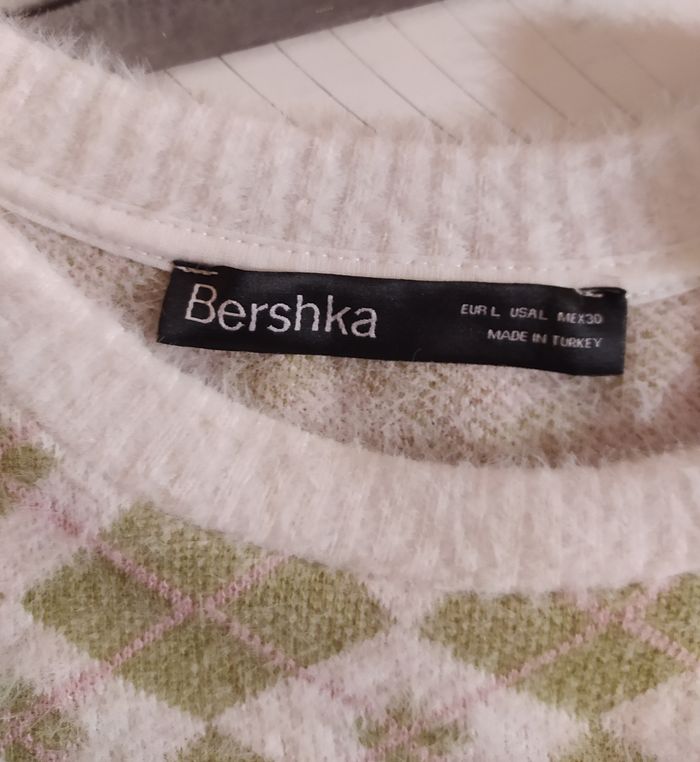 Bershka
EUR L USA L MEX 30
MADE IN TURKEY